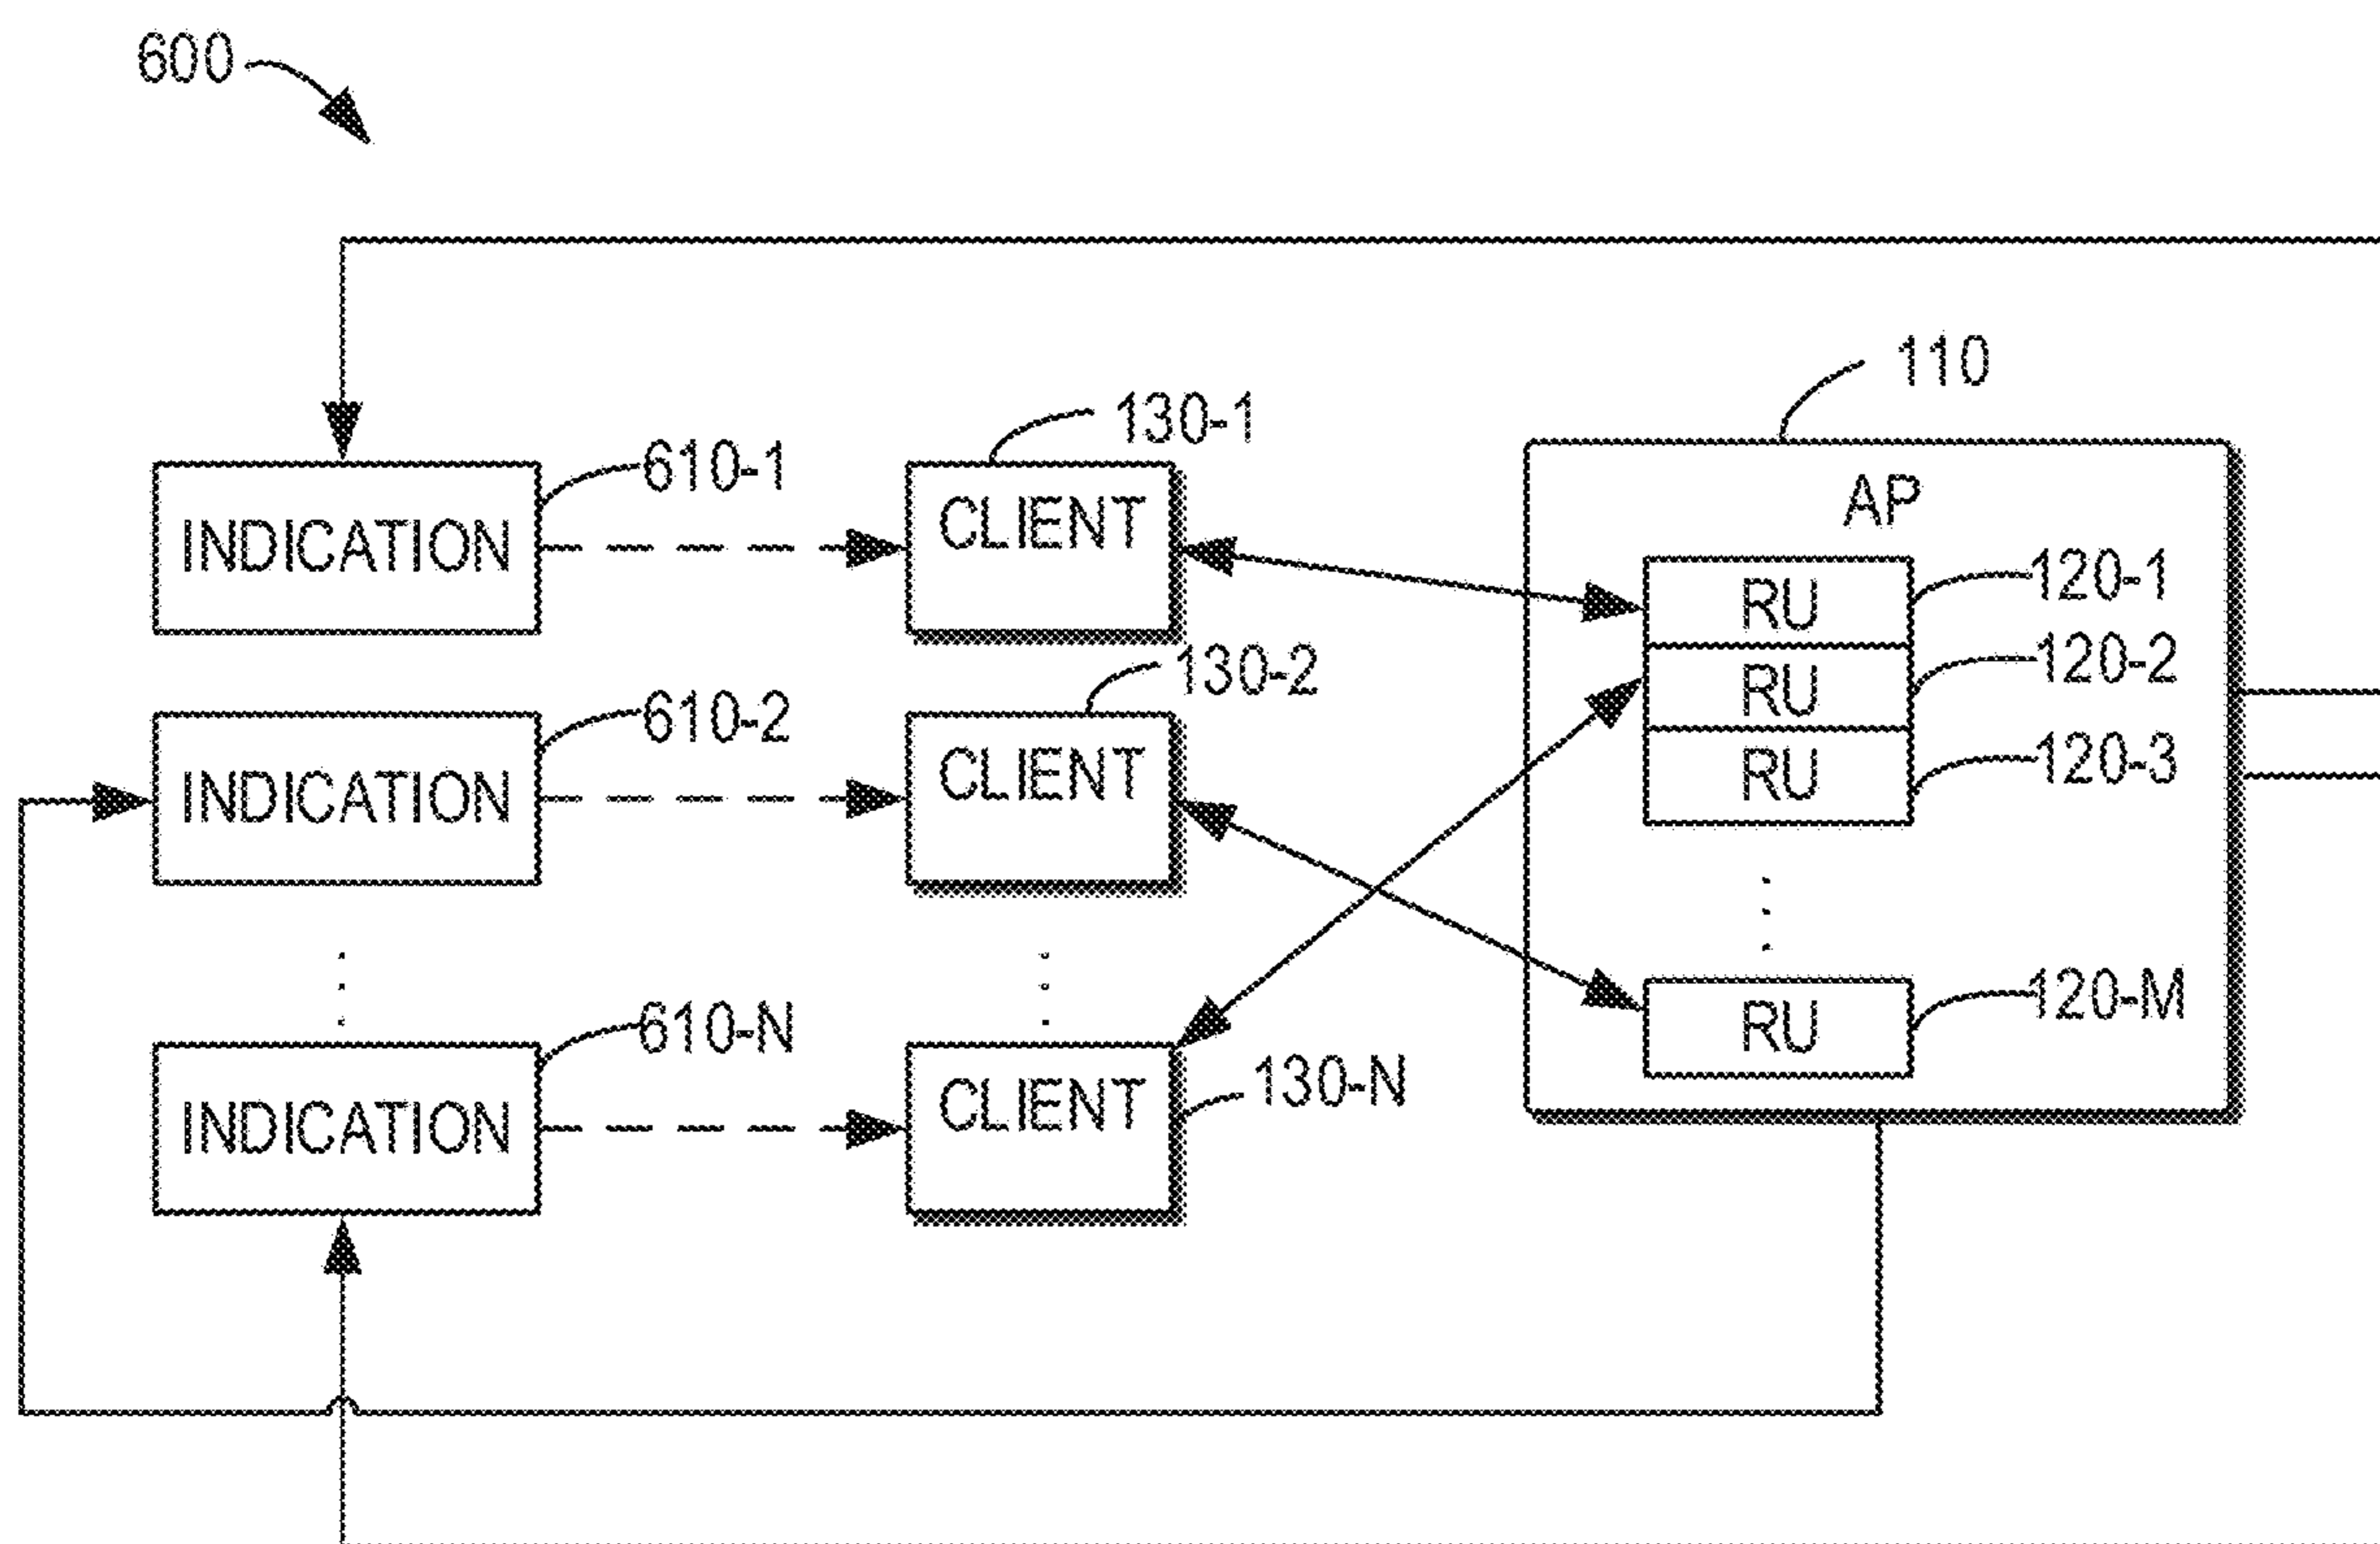 600
110
130-1
610-1
AP
CLIENT
INDICATION
120-1
RU
130-2
120-2
RU
610-2
120-3
RU
CLIENT
INDICATION
120-M
610-N
RU
130-N
CLIENT
INDICATION